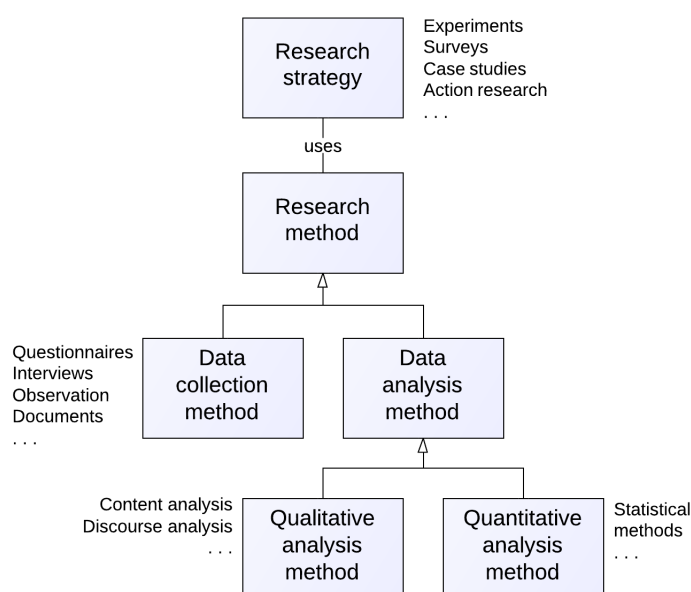 Research
strategy
Experiments
Surveys
Case studies
Action research
. . .
uses
Research
method
Questionnaires
Interviews
Observation
Documents
. . .
Data
collection
method
Data
analysis
method
Content analysis
Discourse analysis
. . .
Qualitative
analysis
method
Quantitative
analysis
method
Statistical
methods
. . .